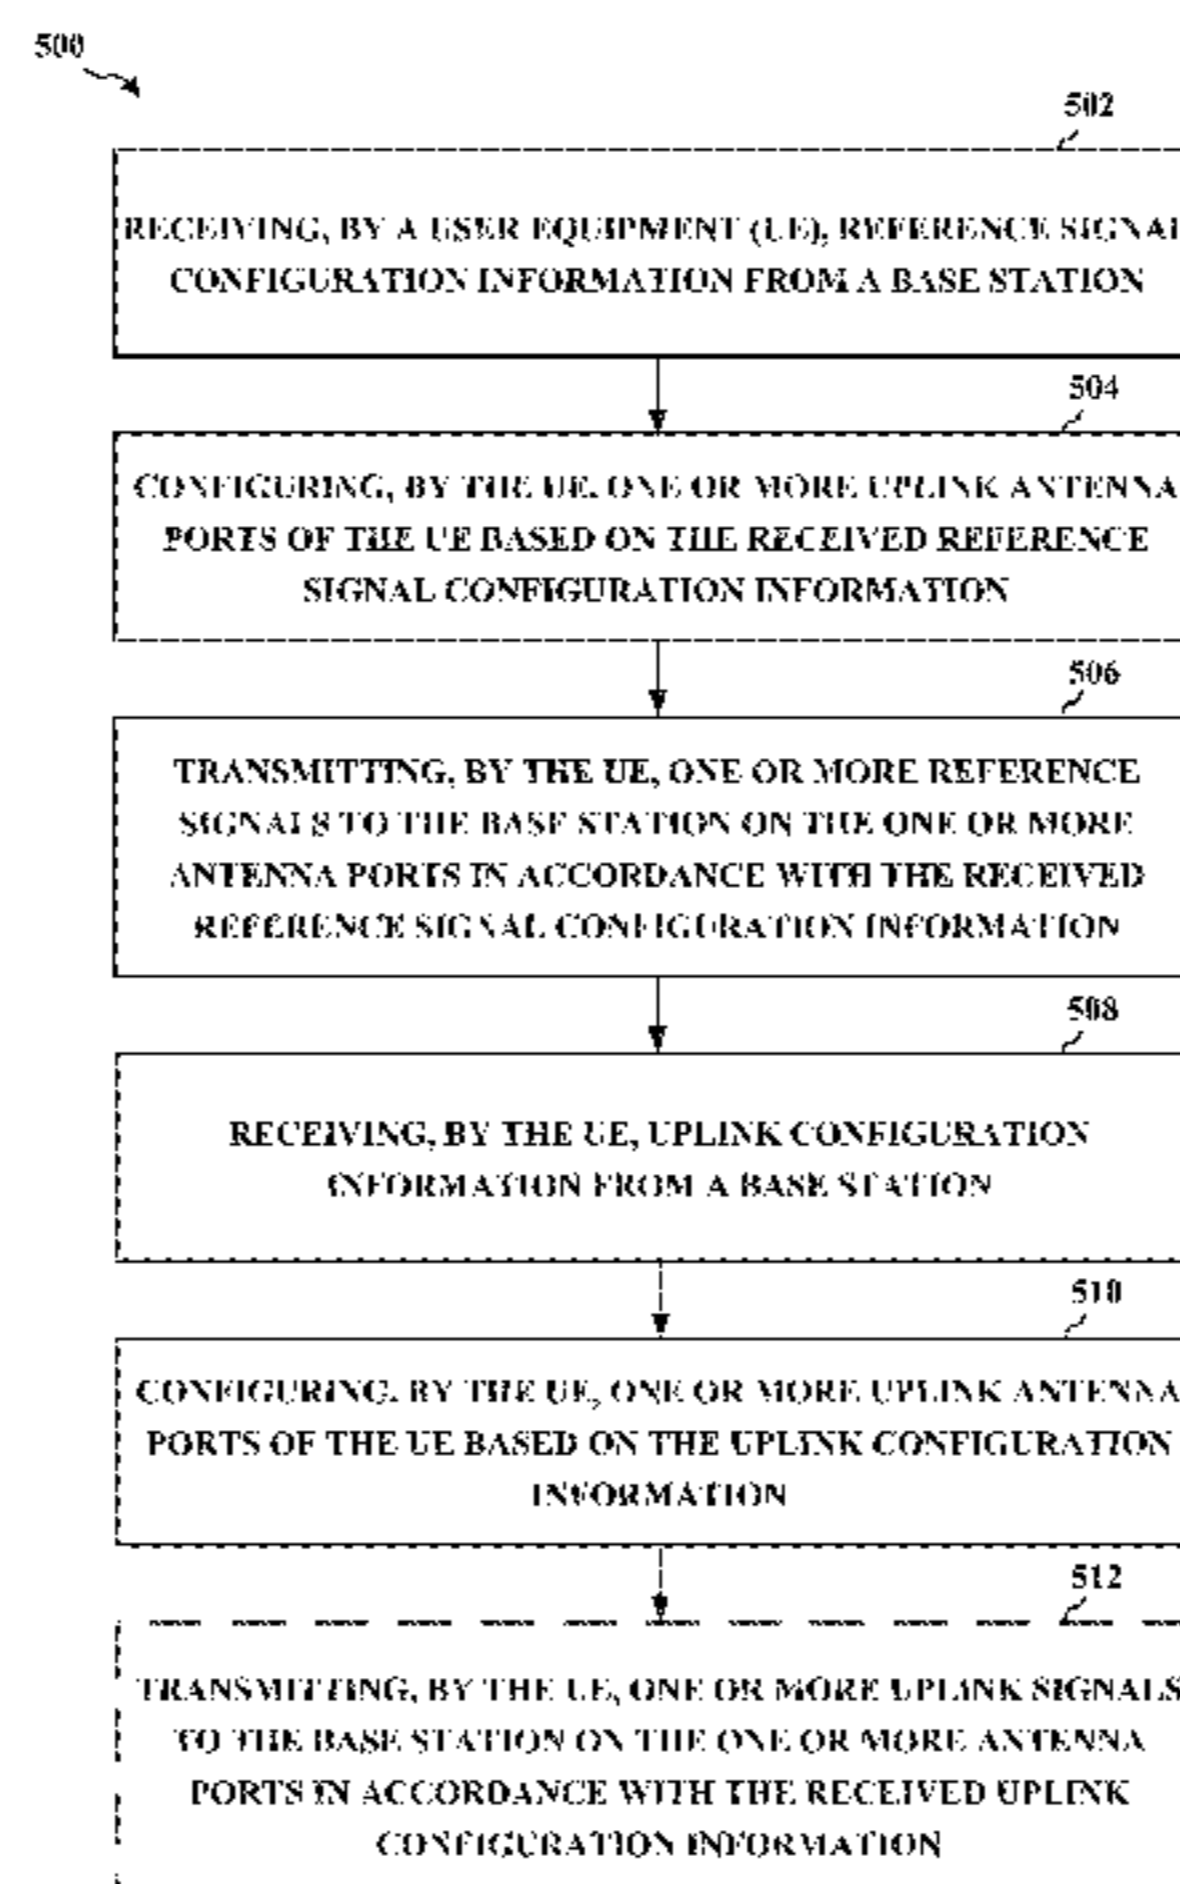 500
502
RECEIVING, BY A USER EQUIPMENT (UE), REFERENCE SIGNAL
CONFIGURATION INFORMATION FROM A BASE STATION
504
CONFIGURING, BY THE UE, ONE OR MORE UPLINK ANTENNA
PORTS OF THE UE BASED ON THE RECEIVED REFERENCE
SIGNAL CONFIGURATION INFORMATION
506
TRANSMITTING, BY THE UE, ONE OR MORE REFERENCE
SIGNALS TO THE BASE STATION ON THE ONE OR MORE
ANTENNA PORTS IN ACCORDANCE WITH THE RECEIVED
REFERENCE SIGNAL CONFIGURATION INFORMATION
508
RECEIVING, BY THE UE, UPLINK CONFIGURATION
INFORMATION FROM A BASE STATION
510
CONFIGURING, BY THE UE, ONE OR MORE UPLINK ANTENNA
PORTS OF THE UE BASED ON THE UPLINK CONFIGURATION
INFORMATION
512
TRANSMITTING, BY THE UE, ONE OR MORE UPLINK SIGNALS
TO THE BASE STATION ON THE ONE OR MORE ANTENNA
PORTS IN ACCORDANCE WITH THE RECEIVED UPLINK
CONFIGURATION INFORMATION